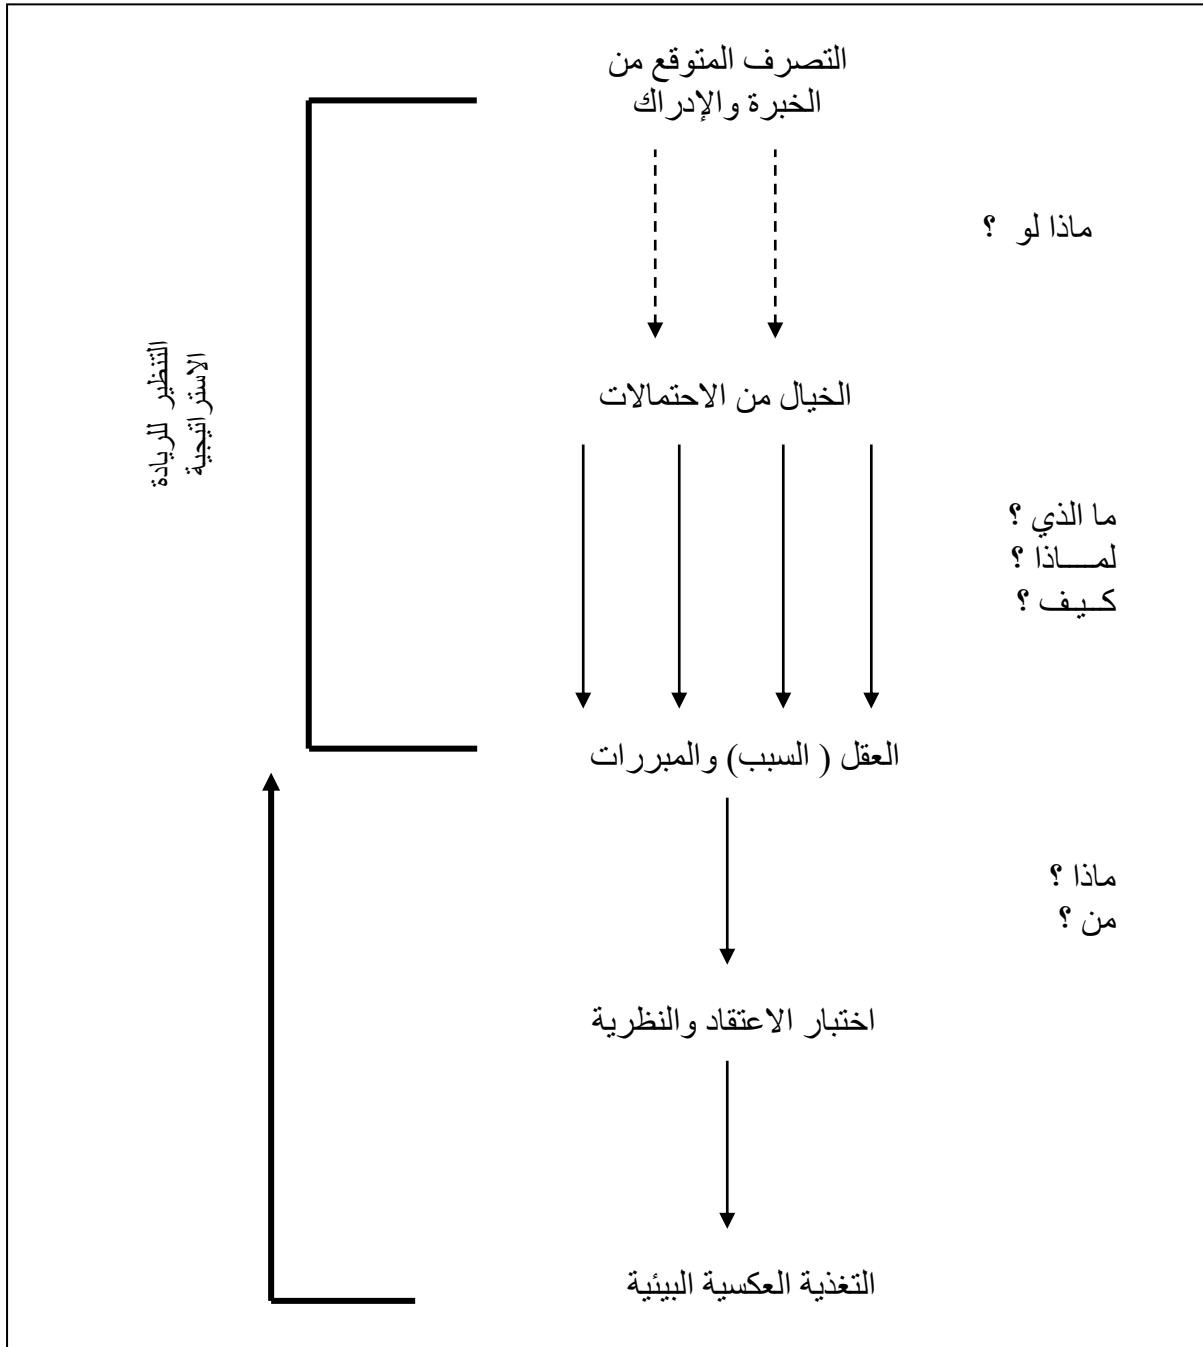 التصرف المتوقع من
الخبرة والإدراك
ماذا لو ؟
التنظير للريادة
الاستراتيجية
الخيال من الاحتمالات
ما الذي ؟
لمــــاذا ؟
كــيـف ؟
العقل ( السبب) والمبررات
ماذا ؟
من ؟
اختبار الاعتقاد والنظرية
التغذية العكسية البيئية